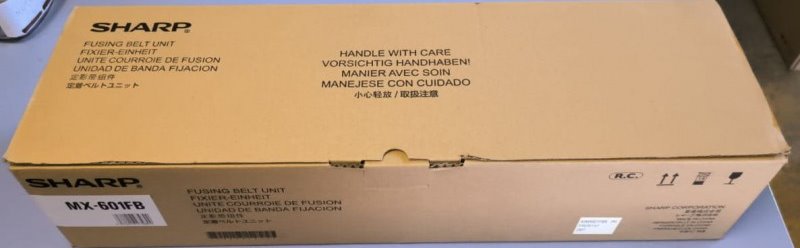 SHARP®
FUSING BELT UNIT
FIXIER-EINHEIT
UNITE COURROIE DE FUSION
UNIDAD DE BANDA FIJACION
定影带组件
定着ベルトユニット
HANDLE WITH CARE
VORSICHTIG HANDHABEN!
MANIER AVEC SOIN
MANEJESE CON CUIDADO
小心轻放/取扱注意
SHARP
MX-601FB
FUSING BELT UNIT
FIXIER-EINHEIT
UNITE COURROIE DE FUSION
UNIDAD DE BANDA FIJACION
定影带组件
定着ベルトユニット
R.C.
SHARP CORPORATION